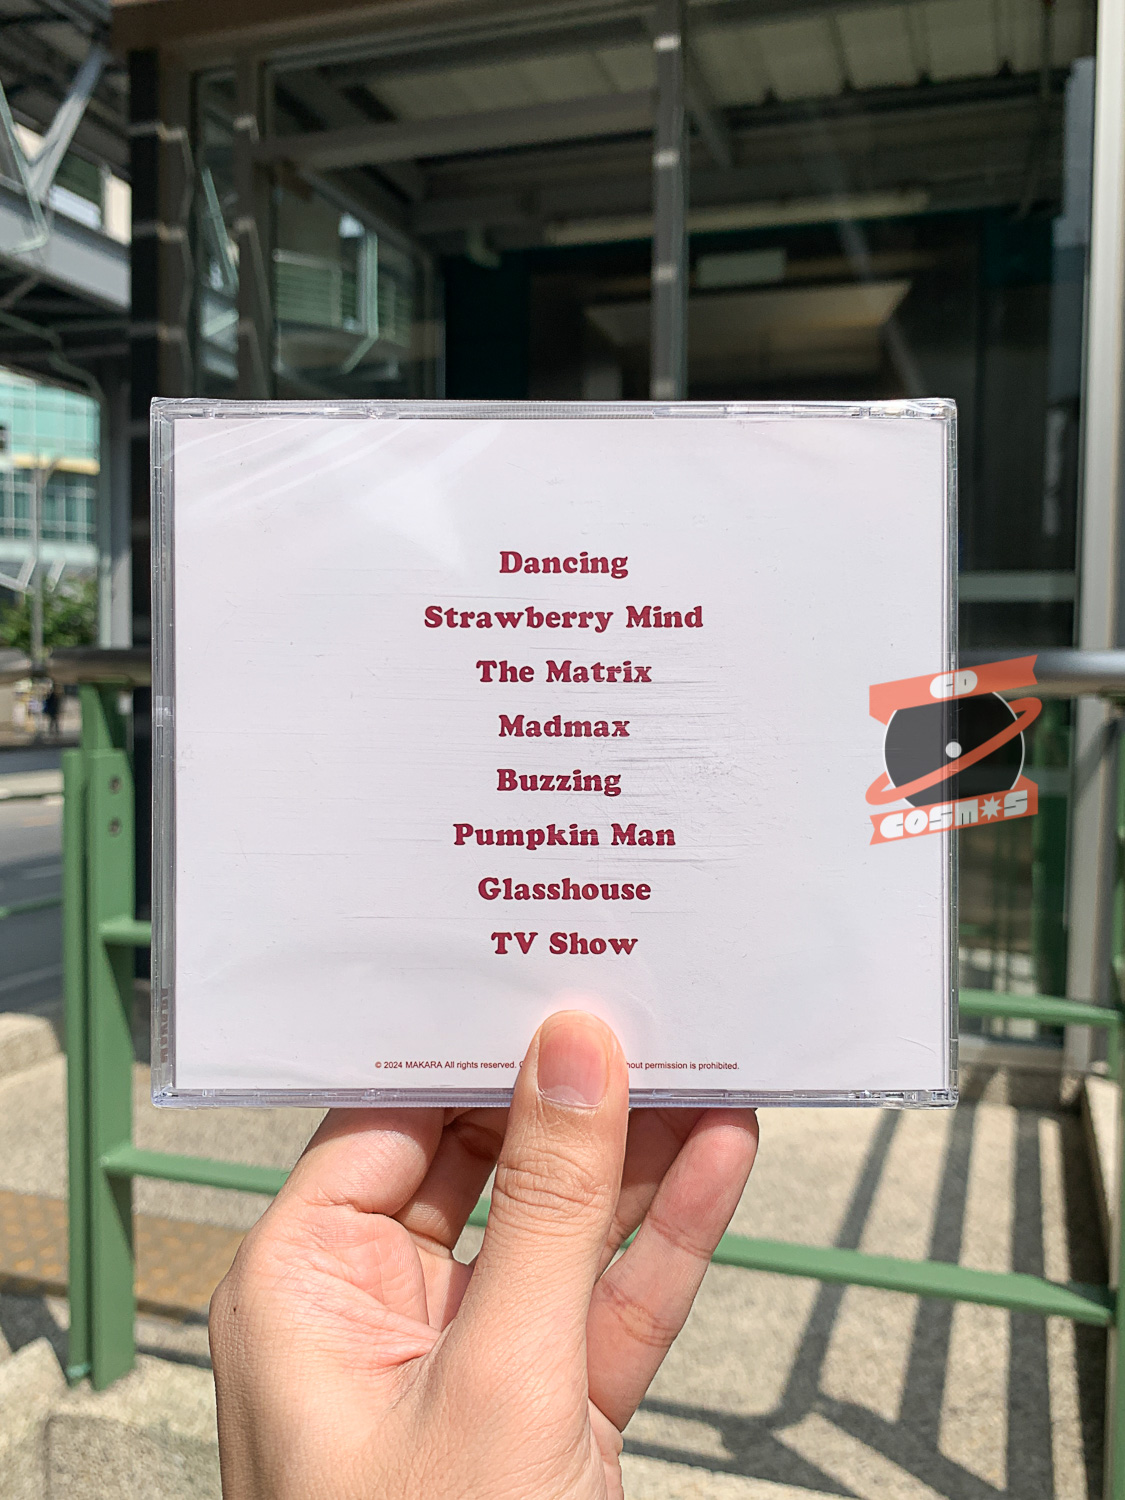 Dancing
Strawberry Mind
The Matrix
Madmax
Buzzing
Pumpkin Man
Glasshouse
TV Show
© 2024 MAKARA All rights reserved. permission is prohibited.
CD
COSM*S